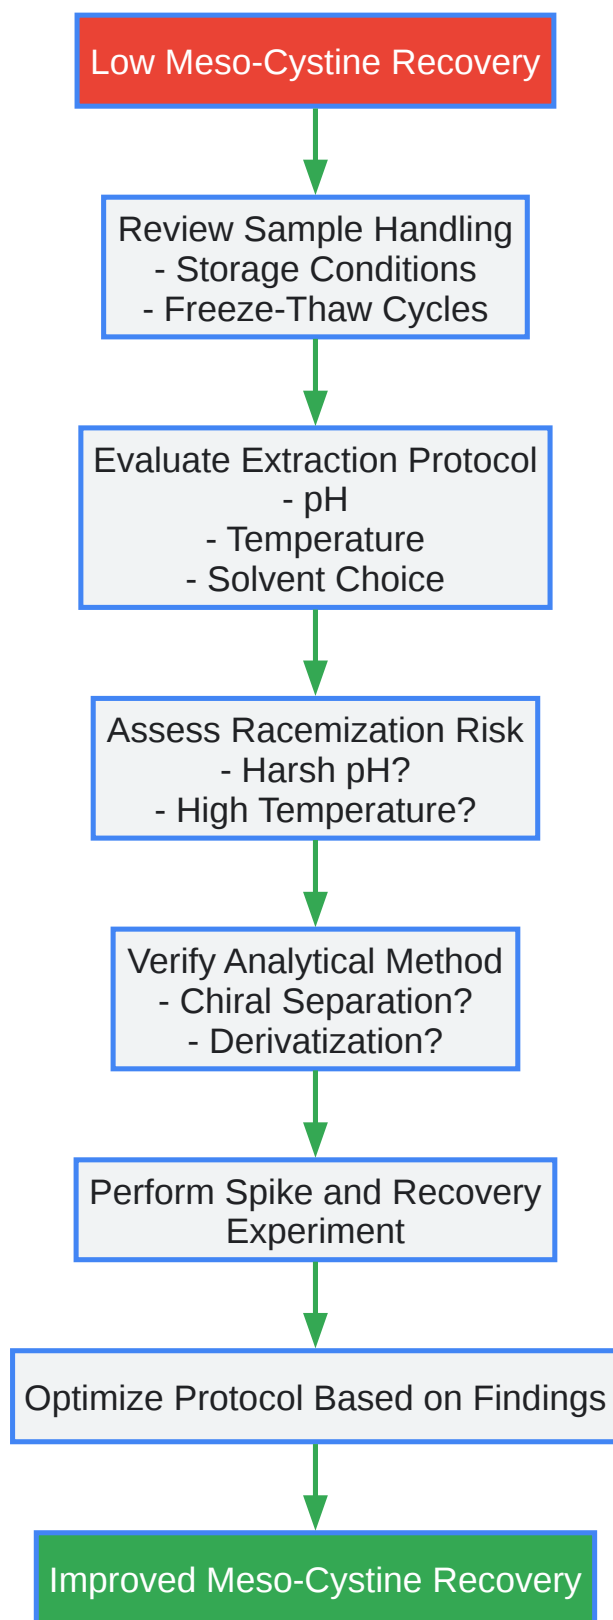 Low Meso-Cystine Recovery
Review Sample Handling
- Storage Conditions
- Freeze-Thaw Cycles
Evaluate Extraction Protocol
- pH
- Temperature
- Solvent Choice
Assess Racemization Risk
- Harsh pH?
- High Temperature?
Verify Analytical Method
- Chiral Separation?
- Derivatization?
Perform Spike and Recovery
Experiment
Optimize Protocol Based on Findings
Improved Meso-Cystine Recovery